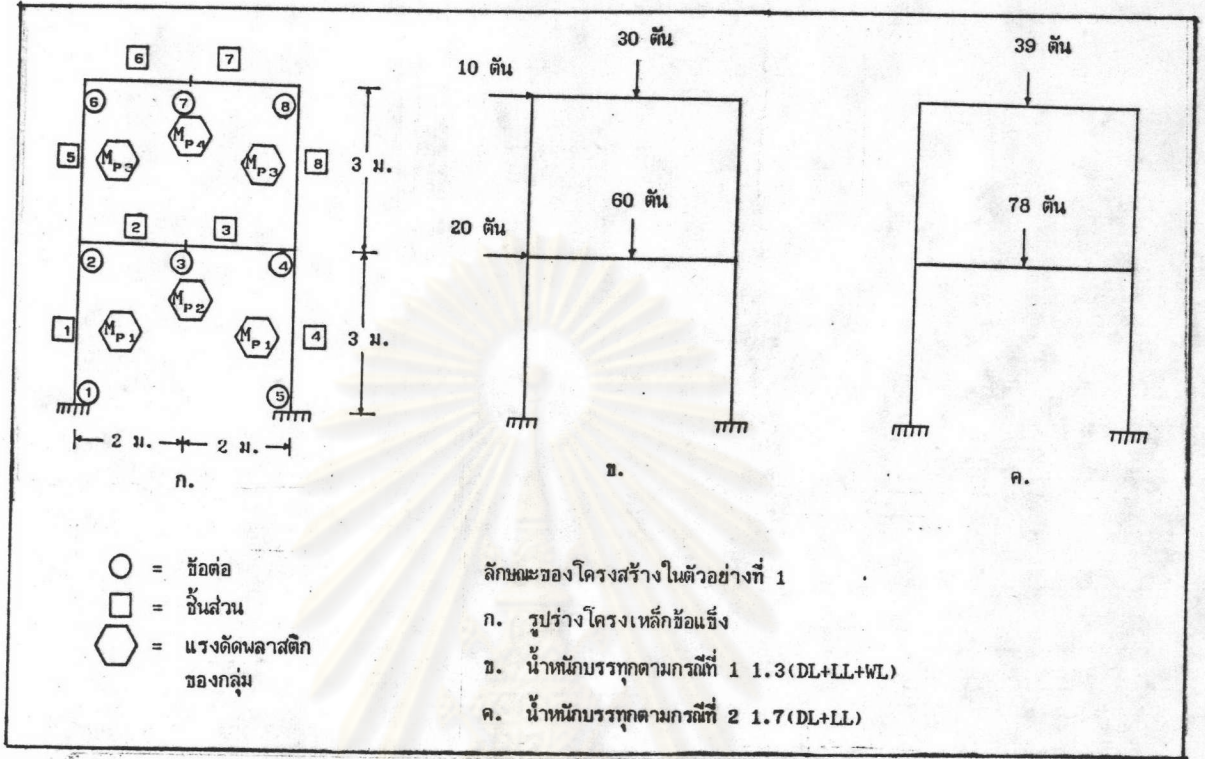 6 7
6 7 8
M_P4
5 M_P3 M_P3 8
3 ม.
2 3
2 3 4
M_P2
1 M_P1 M_P1 4
3 ม.
1 5
2 ม. 2 ม.
ก.
30 ตัน
10 ตัน
60 ตัน
20 ตัน
ข.
39 ตัน
78 ตัน
ค.
= ข้อต่อ
= ชิ้นส่วน
= แรงดัดพลาสติก
ของกลุ่ม
ลักษณะของโครงสร้างในตัวอย่างที่ 1
ก. รูปร่างโครงเหล็กข้อแข็ง
ข. น้ำหนักบรรทุกตามกรณีที่ 1 1.3(DL+LL+WL)
ค. น้ำหนักบรรทุกตามกรณีที่ 2 1.7(DL+LL)